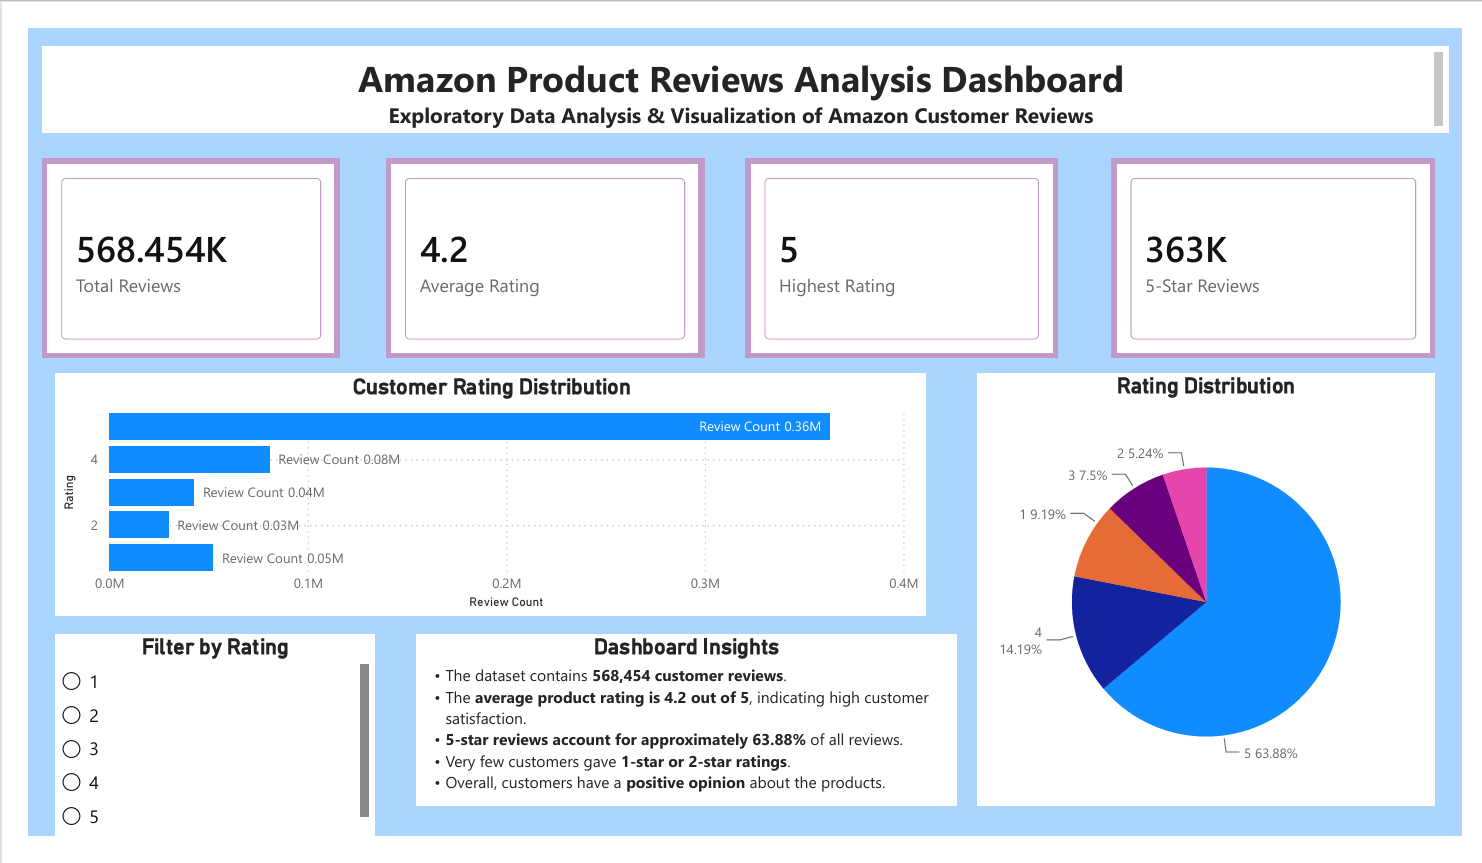 Amazon Product Reviews Analysis Dashboard
Exploratory Data Analysis & Visualization of Amazon Customer Reviews
568.454K
Total Reviews
4.2
Average Rating
5
Highest Rating
363K
5-Star Reviews
Customer Rating Distribution
Rating
Review Count 0.36M
4
Review Count 0.08M
Review Count 0.04M
2
Review Count 0.03M
Review Count 0.05M
0.0M
0.1M
0.2M
0.3M
0.4M
Review Count
Rating Distribution
2 5.24%
3 7.5%
1 9.19%
4
14.19%
5 63.88%
Filter by Rating
1
2
3
4
5
Dashboard Insights
• The dataset contains 568,454 customer reviews.
• The average product rating is 4.2 out of 5, indicating high customer
satisfaction.
• 5-star reviews account for approximately 63.88% of all reviews.
• Very few customers gave 1-star or 2-star ratings.
• Overall, customers have a positive opinion about the products.